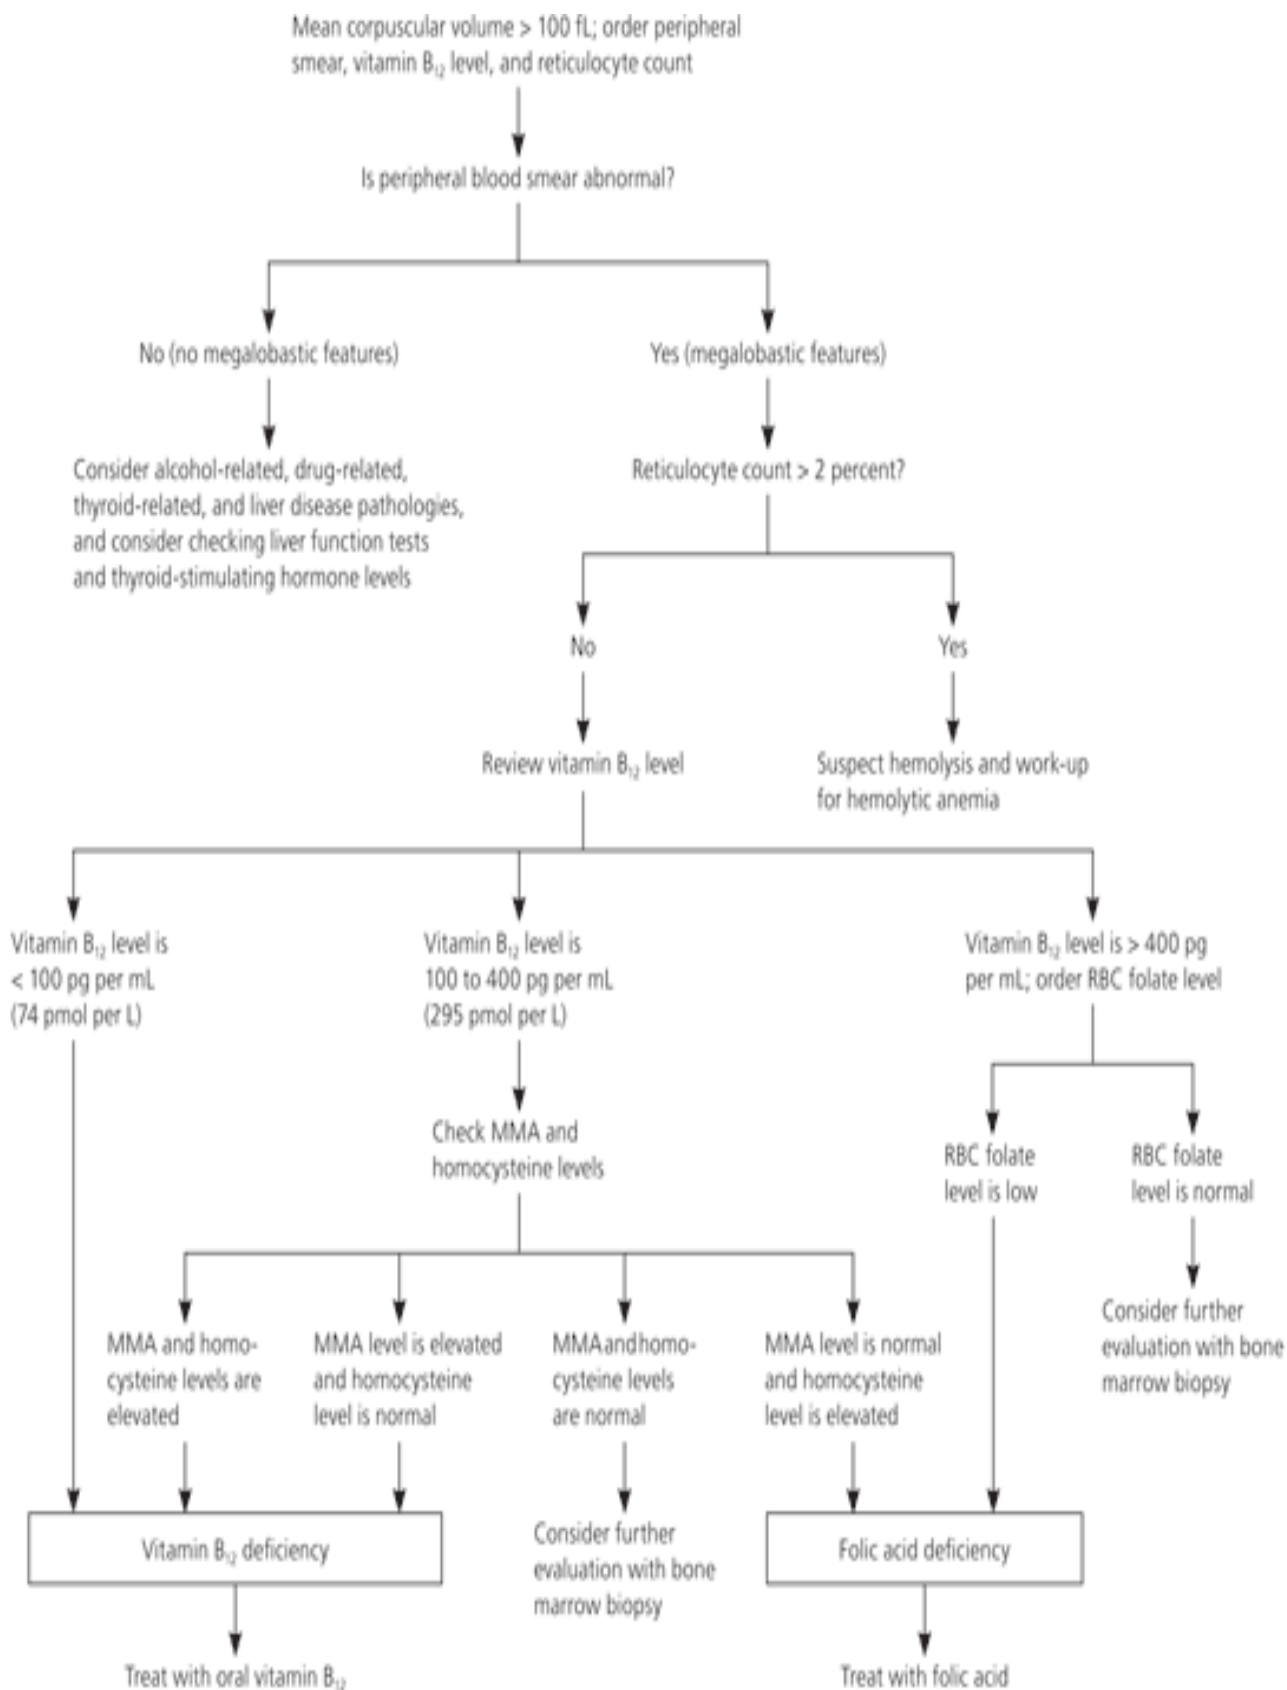 Mean corpuscular volume > 100 fL; order peripheral
smear, vitamin B₁₂ level, and reticulocyte count
Is peripheral blood smear abnormal?
No (no megalobastic features)
Yes (megalobastic features)
Consider alcohol-related, drug-related,
thyroid-related, and liver disease pathologies,
and consider checking liver function tests
and thyroid-stimulating hormone levels
Reticulocyte count > 2 percent?
No
Yes
Review vitamin B₁₂ level
Suspect hemolysis and work-up
for hemolytic anemia
Vitamin B₁₂ level is
< 100 pg per mL
(74 pmol per L)
Vitamin B₁₂ level is
100 to 400 pg per mL
(295 pmol per L)
Vitamin B₁₂ level is > 400 pg
per mL; order RBC folate level
Check MMA and
homocysteine levels
RBC folate
level is low
RBC folate
level is normal
Consider further
evaluation with bone
marrow biopsy
MMA and homo-
cysteine levels are
elevated
MMA level is elevated
and homocysteine
level is normal
MMA and homo-
cysteine levels
are normal
MMA level is normal
and homocysteine
level is elevated
Vitamin B₁₂ deficiency
Consider further
evaluation with bone
marrow biopsy
Folic acid deficiency
Treat with oral vitamin B₁₂
Treat with folic acid